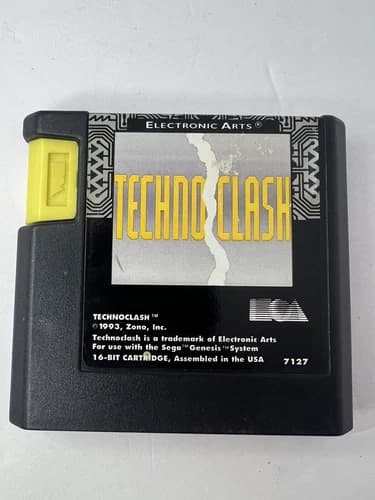 ELECTRONIC ARTS®
TECHNO CLASH
EA
TECHNOCLASH™
©1993, Zono, Inc.
Technoclash is a trademark of Electronic Arts
For use with the Sega™ Genesis™ System
16-BIT CARTRIDGE, Assembled in the USA 7127